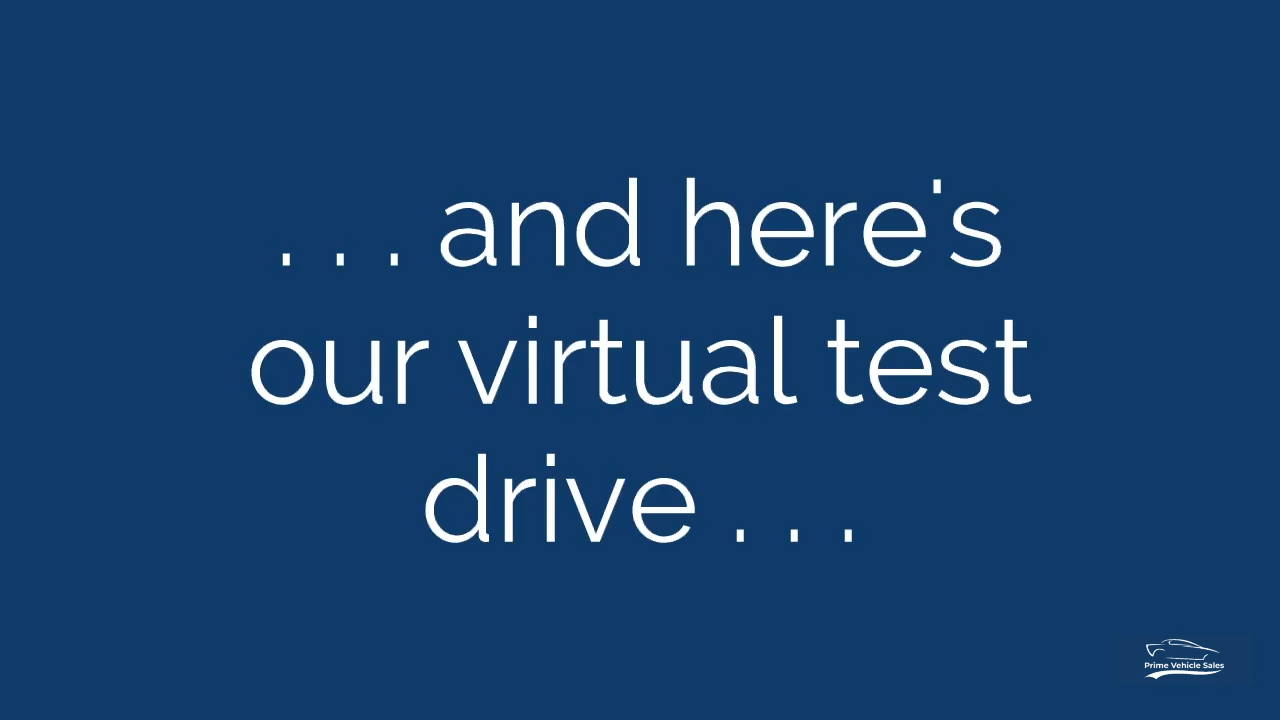 . . . and here's
our virtual test
drive . . .
Prime Vehicle Sales